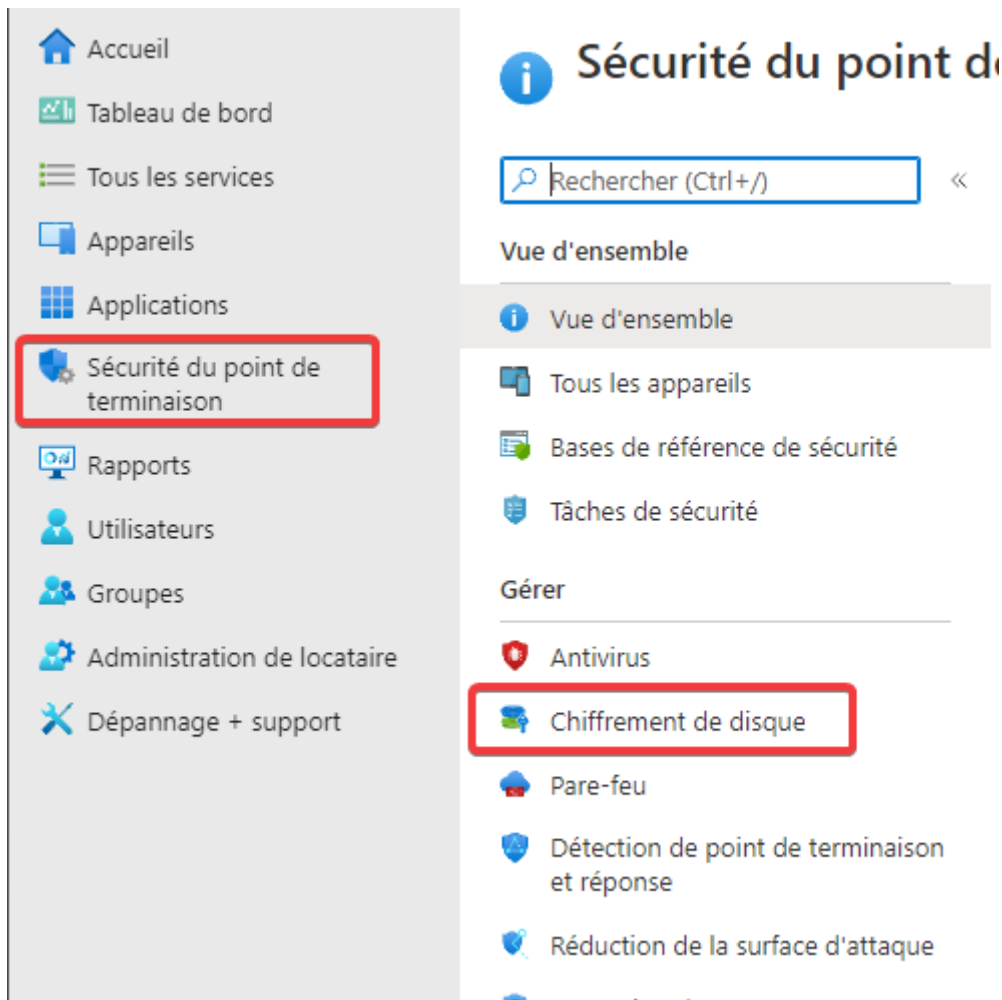 Accueil
Tableau de bord
Tous les services
Appareils
Applications
Sécurité du point de
terminaison
Rapports
Utilisateurs
Groupes
Administration de locataire
Dépannage + support
Sécurité du point d
Rechercher (Ctrl+/)
Vue d'ensemble
Vue d'ensemble
Tous les appareils
Bases de référence de sécurité
Tâches de sécurité
Gérer
Antivirus
Chiffrement de disque
Pare-feu
Détection de point de terminaison
et réponse
Réduction de la surface d'attaque